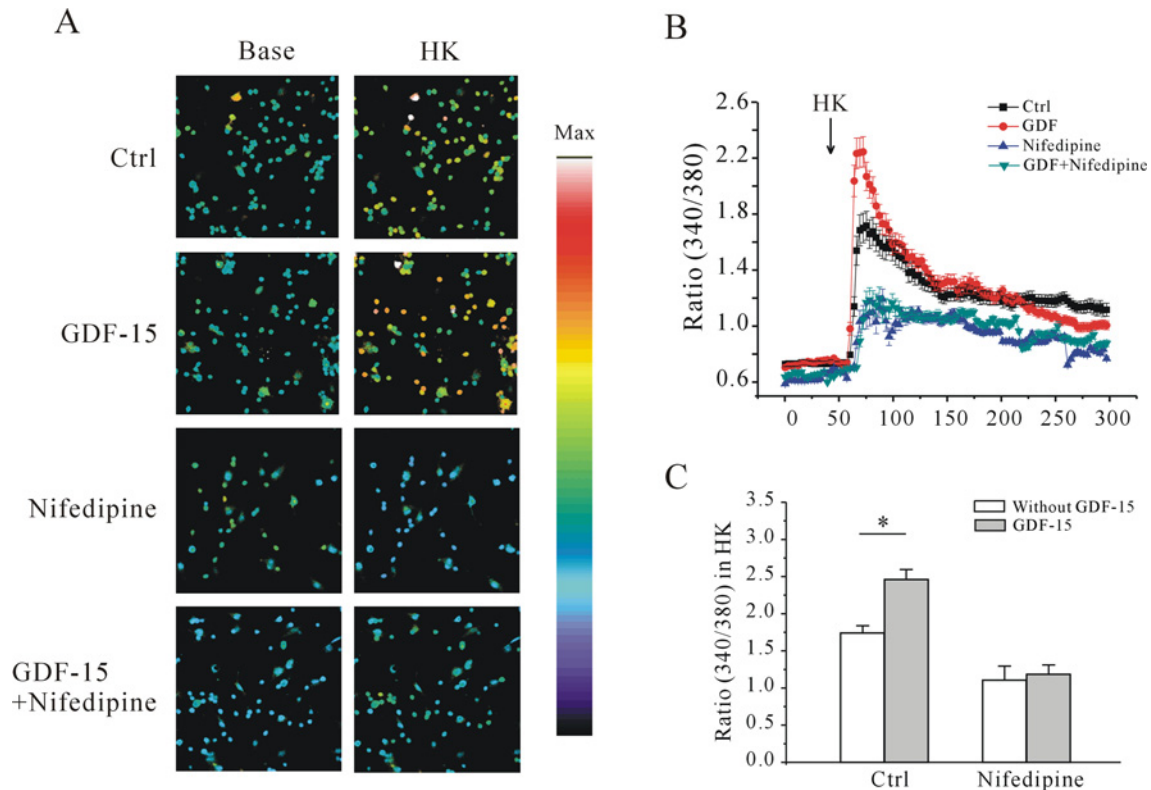 A
Base HK
Ctrl
GDF-15
Nifedipine
GDF-15
+Nifedipine
Max
B
HK
Ctrl
GDF
Nifedipine
GDF+Nifedipine
Ratio (340/380)
2.6
2.2
1.8
1.4
1.0
0.6
0 50 100 150 200 250 300
C
Without GDF-15
GDF-15
*
Ratio (340/380) in HK
3.5
3.0
2.5
2.0
1.5
1.0
0.5
0.0
Ctrl Nifedipine